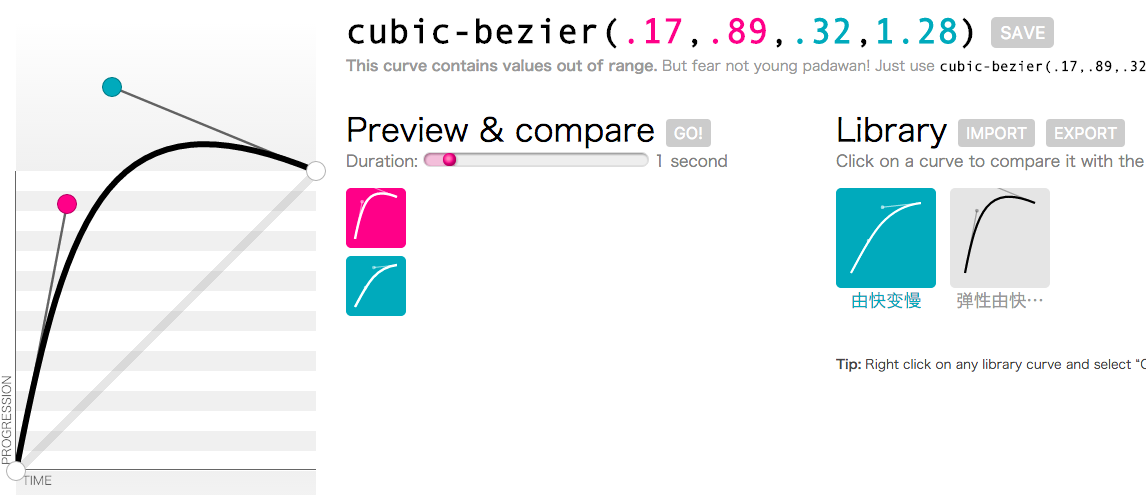 cubic-bezier(.17,.89,.32,1.28) SAVE
This curve contains values out of range. But fear not young padawan! Just use cubic-bezier(.17,.89,.32
Preview & compare GO!
Duration: 1 second
Library IMPORT EXPORT
Click on a curve to compare it with the
由快变慢 弹性由快…
Tip: Right click on any library curve and select “
PROGRESSION
TIME